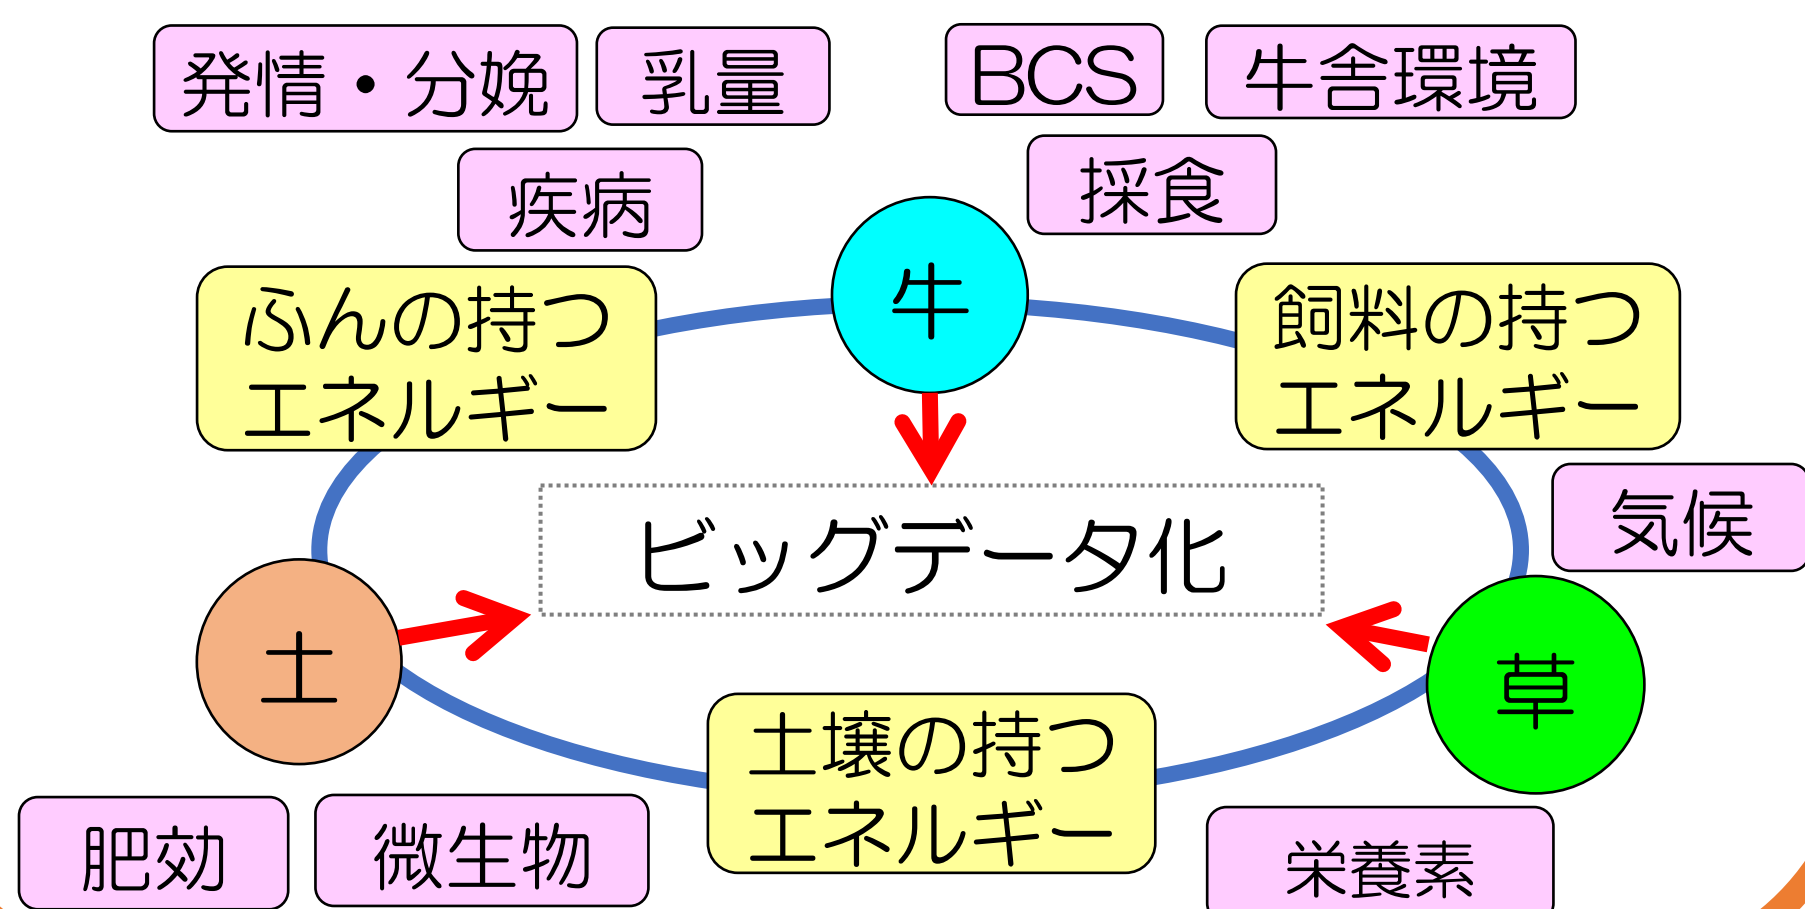 発情・分娩
乳量
BCS
牛舎環境
疾病
採食
牛
ふんの持つ
エネルギー
飼料の持つ
エネルギー
ビッグデータ化
気候
土
草
土壌の持つ
エネルギー
肥効
微生物
栄養素